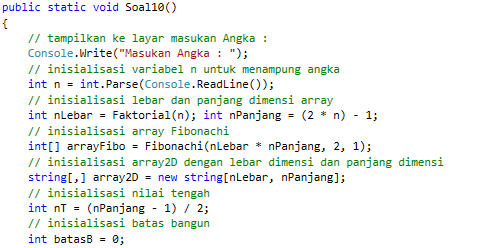 public static void Soal10()
{
// tampilkan ke layar masukan Angka :
Console.Write("Masukan Angka : ");
// inisialisasi variabel n untuk menampung angka
int n = int.Parse(Console.ReadLine());
// inisialisasi lebar dan panjang dimensi array
int nLebar = Faktorial(n); int nPanjang = (2 * n) - 1;
// inisialisasi array Fibonachi
int[] arrayFibo = Fibonachi(nLebar * nPanjang, 2, 1);
// inisialisasi array2D dengan lebar dimensi dan panjang dimensi
string[,] array2D = new string[nLebar, nPanjang];
// inisialisasi nilai tengah
int nT = (nPanjang - 1) / 2;
// inisialisasi batas bangun
int batasB = 0;